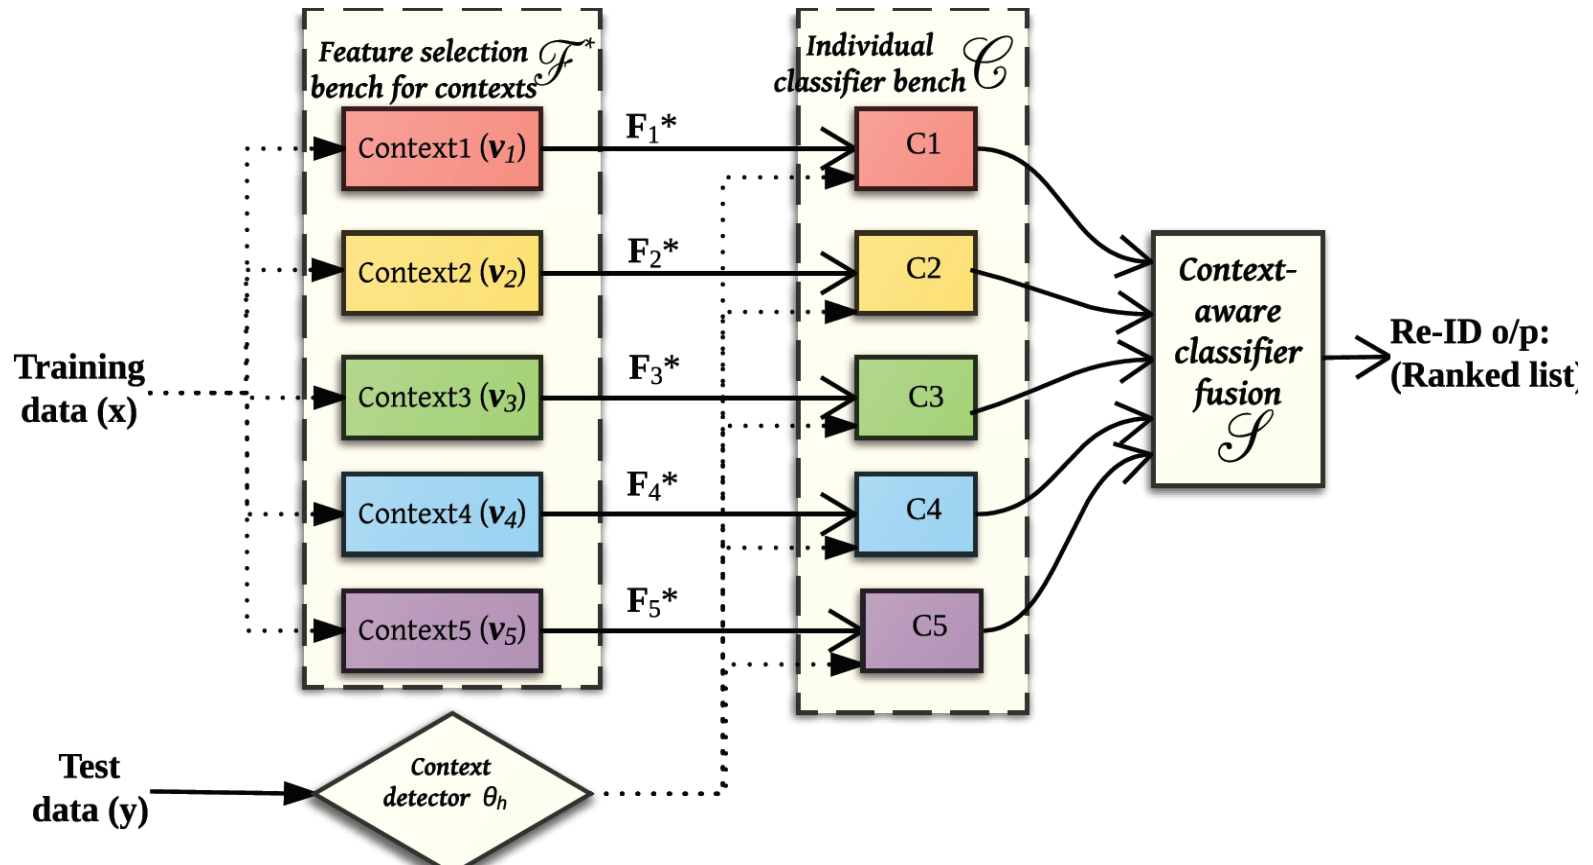 Feature selection
bench for contexts ℱ*
Individual
classifier bench 𝒞
Context1 (v₁)
F₁*
C1
Context2 (v₂)
F₂*
C2
Context3 (v₃)
F₃*
C3
Context4 (v₄)
F₄*
C4
Context5 (v₅)
F₅*
C5
Training
data (x)
Context-
aware
classifier
fusion
𝒮
Re-ID o/p:
(Ranked list)
Test
data (y)
Context
detector θₕ